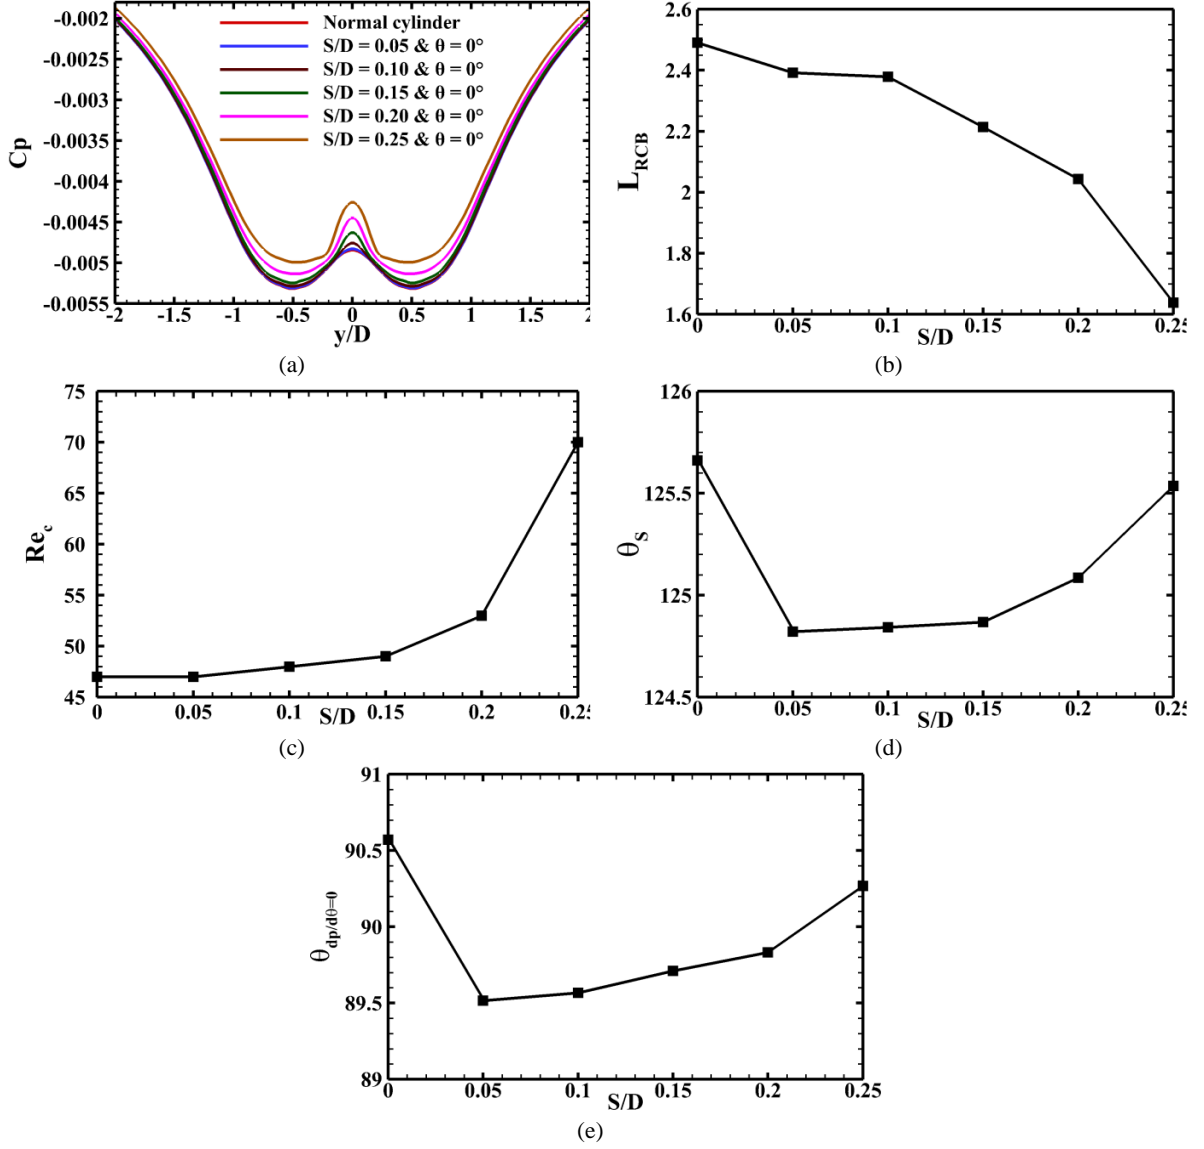 -0.002
-0.0025
-0.003
-0.0035
-0.004
-0.0045
-0.005
-0.0055
Cp
Normal cylinder
S/D = 0.05 & θ = 0°
S/D = 0.10 & θ = 0°
S/D = 0.15 & θ = 0°
S/D = 0.20 & θ = 0°
S/D = 0.25 & θ = 0°
-2 -1.5 -1 -0.5 0 0.5 1 1.5 2
y/D
(a)
2.6
2.4
2.2
2
1.8
1.6
L_RCB
0 0.05 0.1 0.15 0.2 0.25
S/D
(b)
75
70
65
60
55
50
45
Re_c
0 0.05 0.1 0.15 0.2 0.25
S/D
(c)
126
125.5
125
124.5
θ_S
0 0.05 0.1 0.15 0.2 0.25
S/D
(d)
91
90.5
90
89.5
89
θ_dp/dθ=0
0 0.05 0.1 0.15 0.2 0.25
S/D
(e)